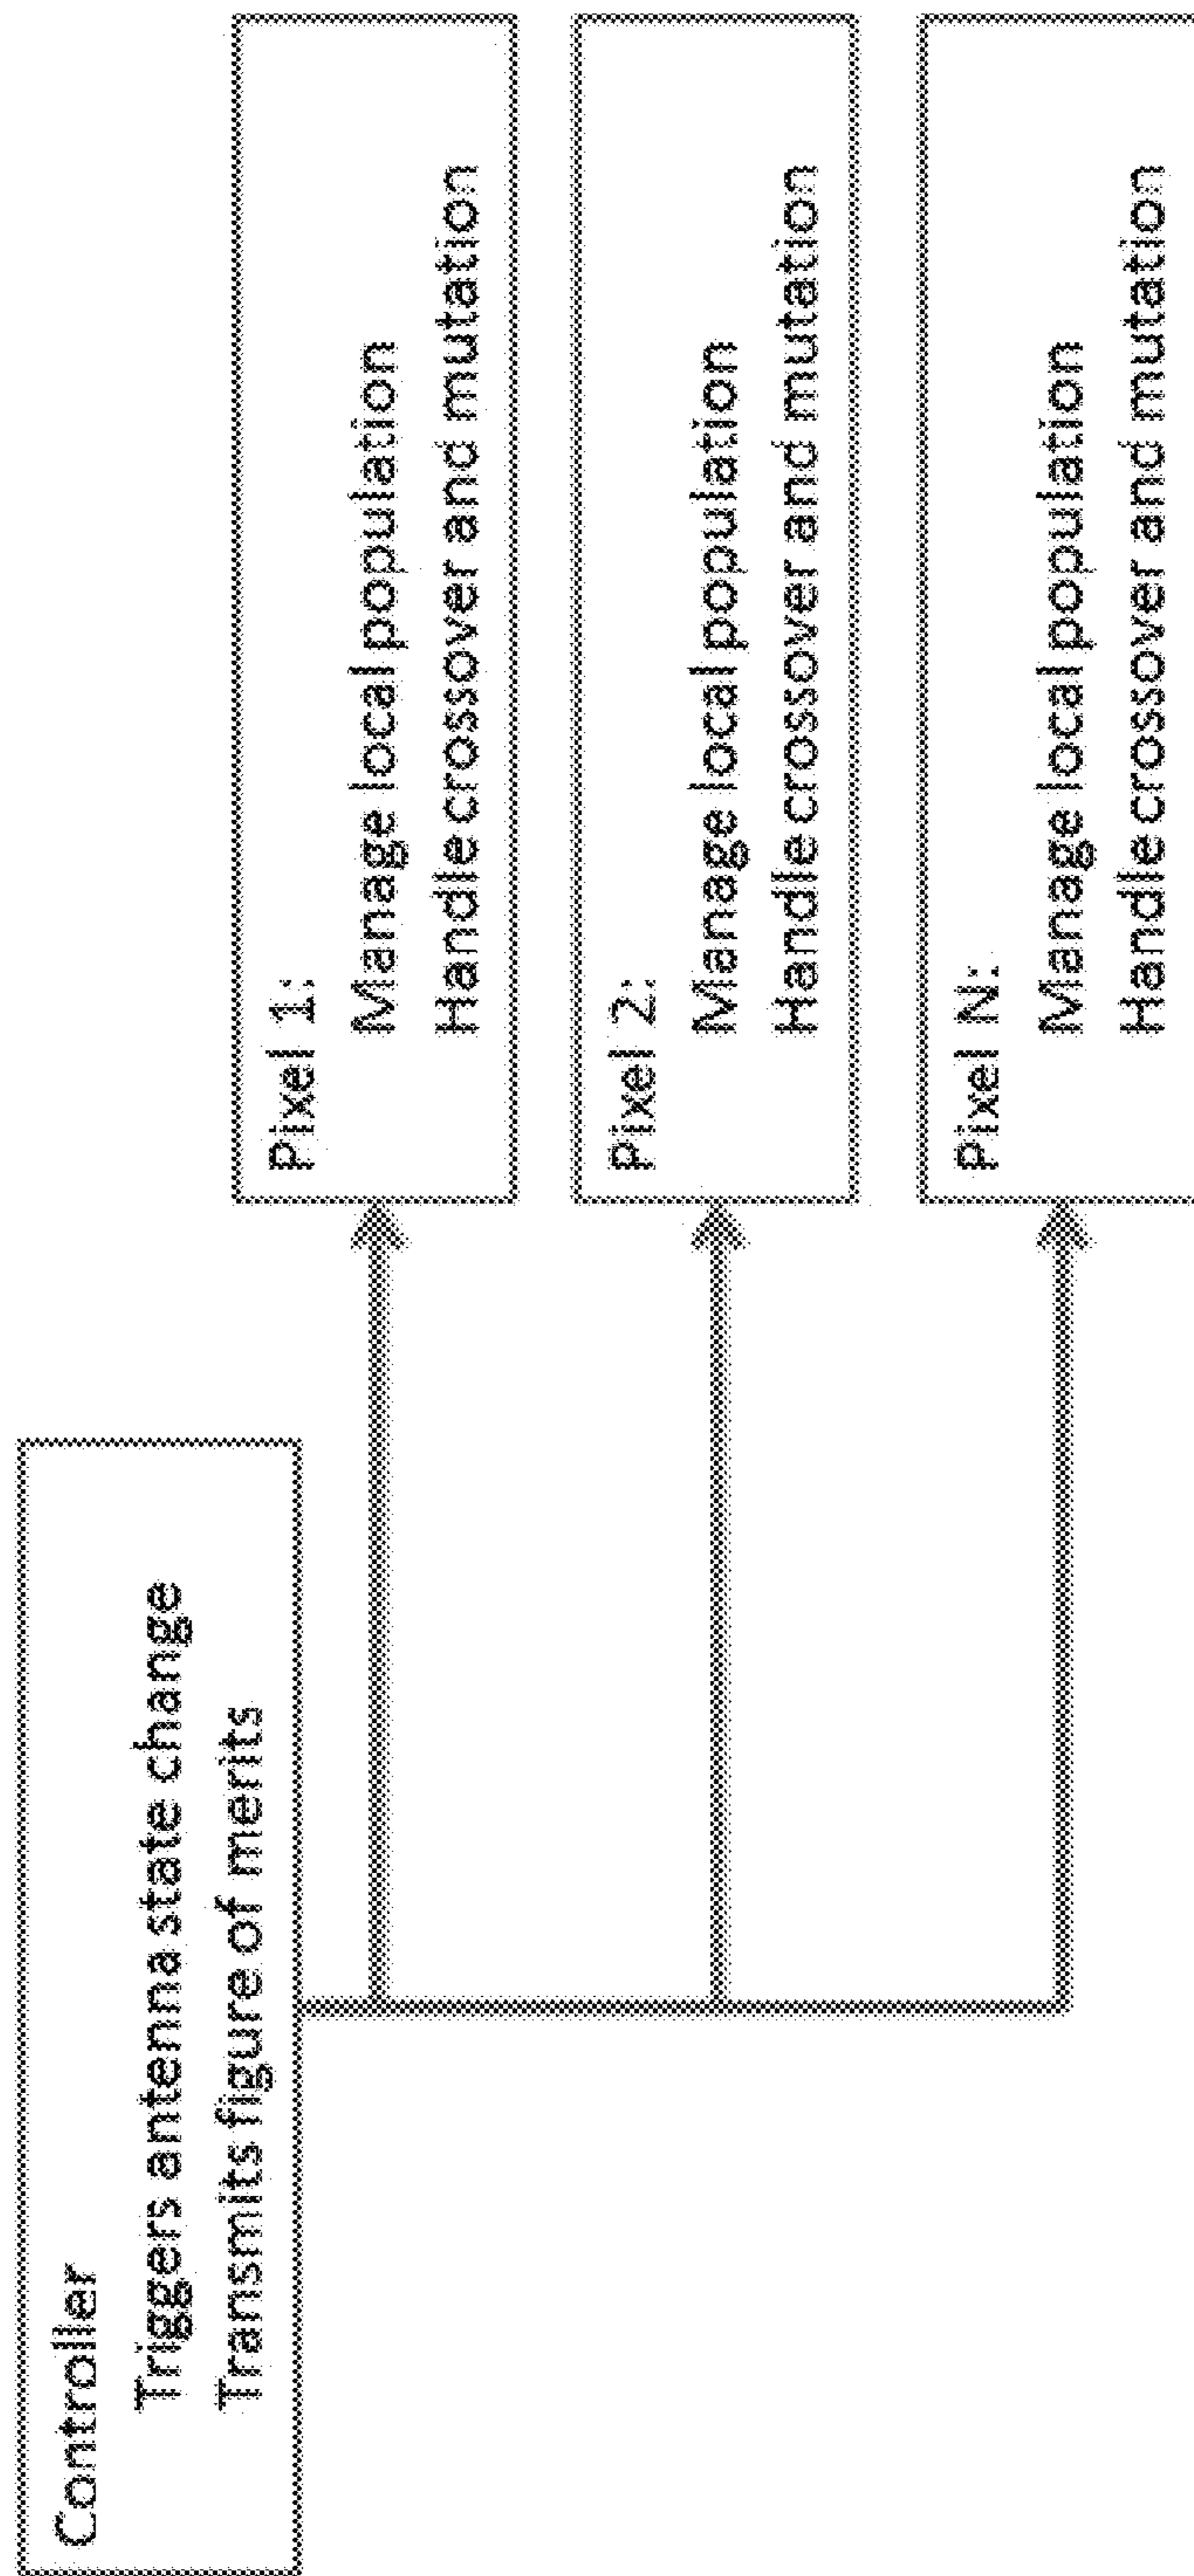 Controller
Triggers antenna state change
Transmits figure of merits
Pixel 1:
Manage local population
Handle crossover and mutation
Pixel 2:
Manage local population
Handle crossover and mutation
Pixel N:
Manage local population
Handle crossover and mutation